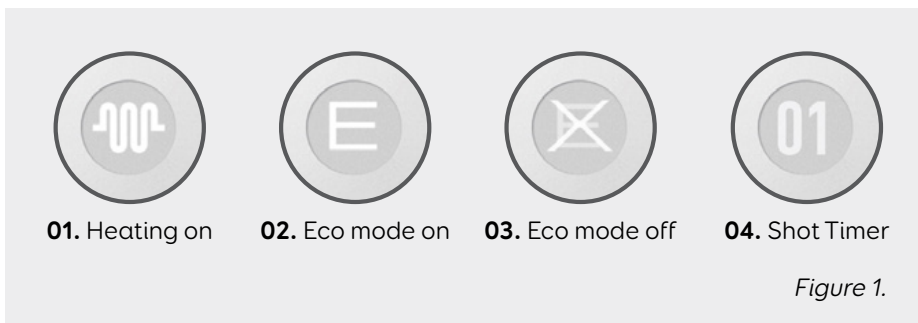 E
E
01
01. Heating on
02. Eco mode on
03. Eco mode off
04. Shot Timer
Figure 1.